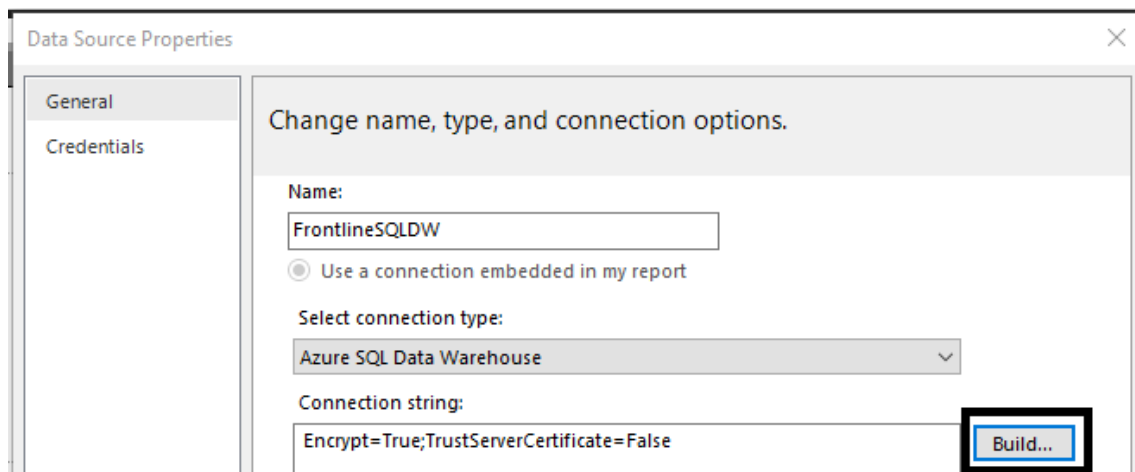 Data Source Properties
General
Credentials
Change name, type, and connection options.
Name:
FrontlineSQLDW
Use a connection embedded in my report
Select connection type:
Azure SQL Data Warehouse
Connection string:
Encrypt=True;TrustServerCertificate=False
Build...